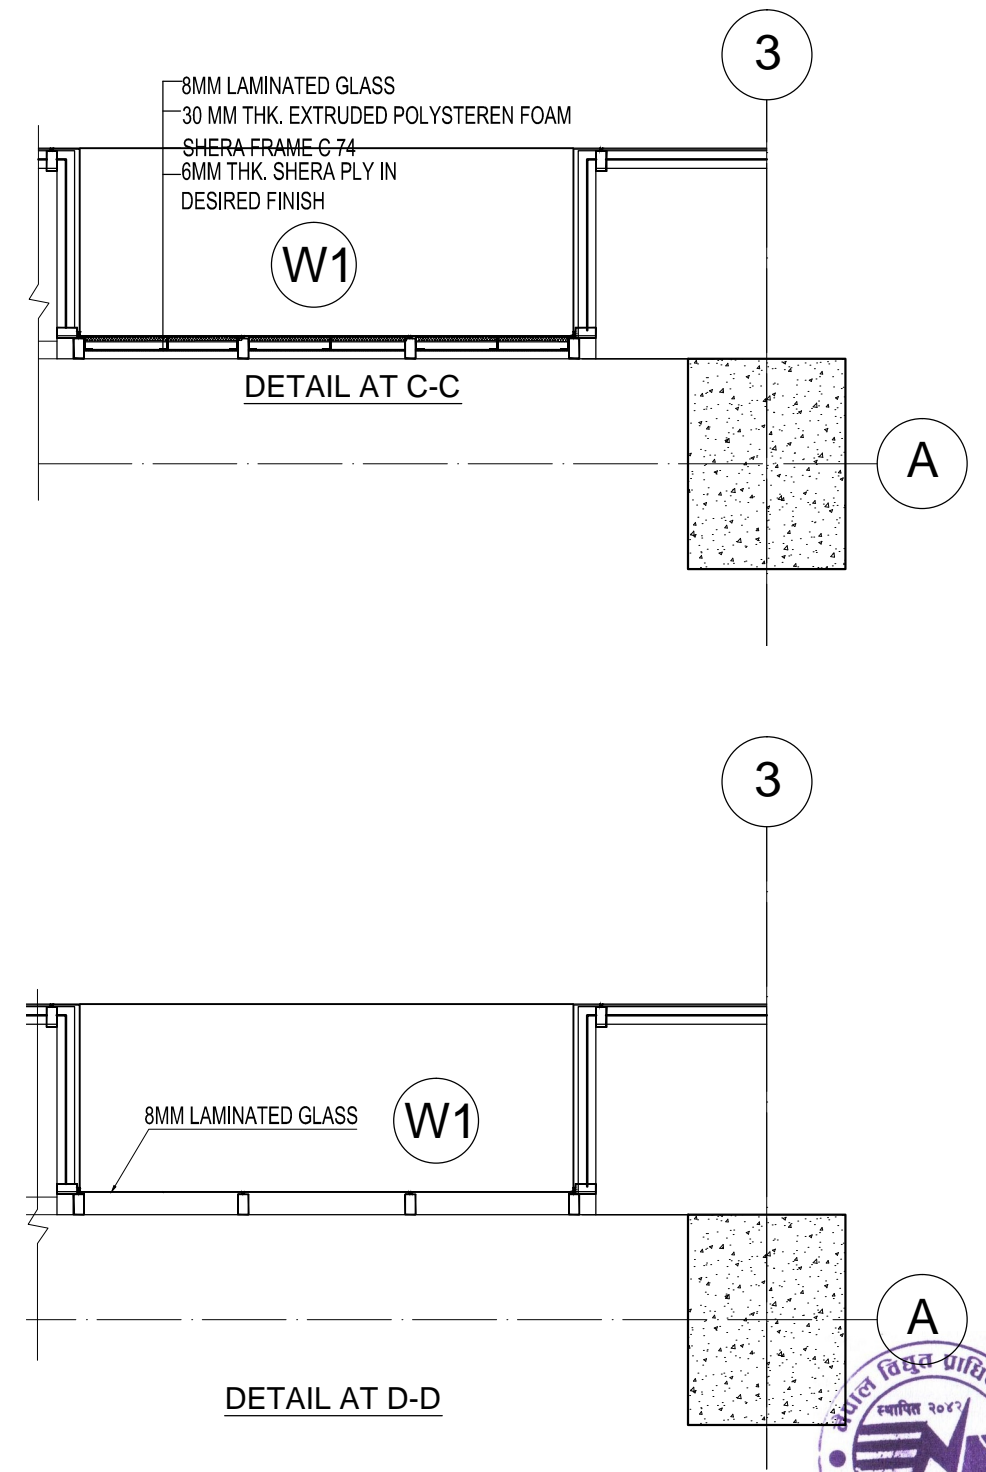 3
8MM LAMINATED GLASS
30 MM THK. EXTRUDED POLYSTEREN FOAM
SHERA FRAME C 74
6MM THK. SHERA PLY IN
DESIRED FINISH
W1
DETAIL AT C-C
A
3
8MM LAMINATED GLASS
W1
A
DETAIL AT D-D
नेपाल विधुत
स्थापित २०४२